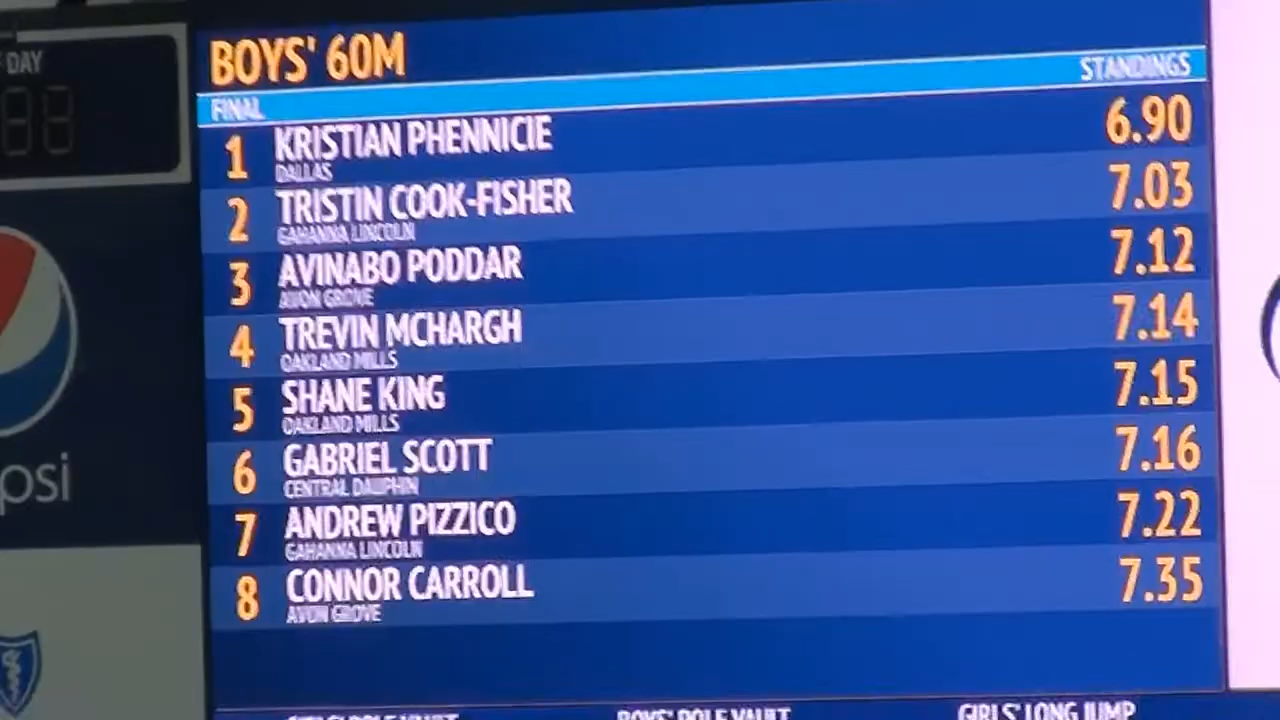 DAY
BOYS' 60M
STANDINGS
FINAL
1 KRISTIAN PHENNICIE 6.90
DALLAS
2 TRISTIN COOK-FISHER 7.03
GAHANNA LINCOLN
3 AVINABO PODDAR 7.12
AVON GROVE
4 TREVIN MCHARGH 7.14
OAKLAND MILLS
5 SHANE KING 7.15
OAKLAND MILLS
6 GABRIEL SCOTT 7.16
CENTRAL DAUPHIN
7 ANDREW PIZZICO 7.22
GAHANNA LINCOLN
8 CONNOR CARROLL 7.35
AVON GROVE
psi
BOYS' POLE VAULT
GIRLS' LONG JUMP